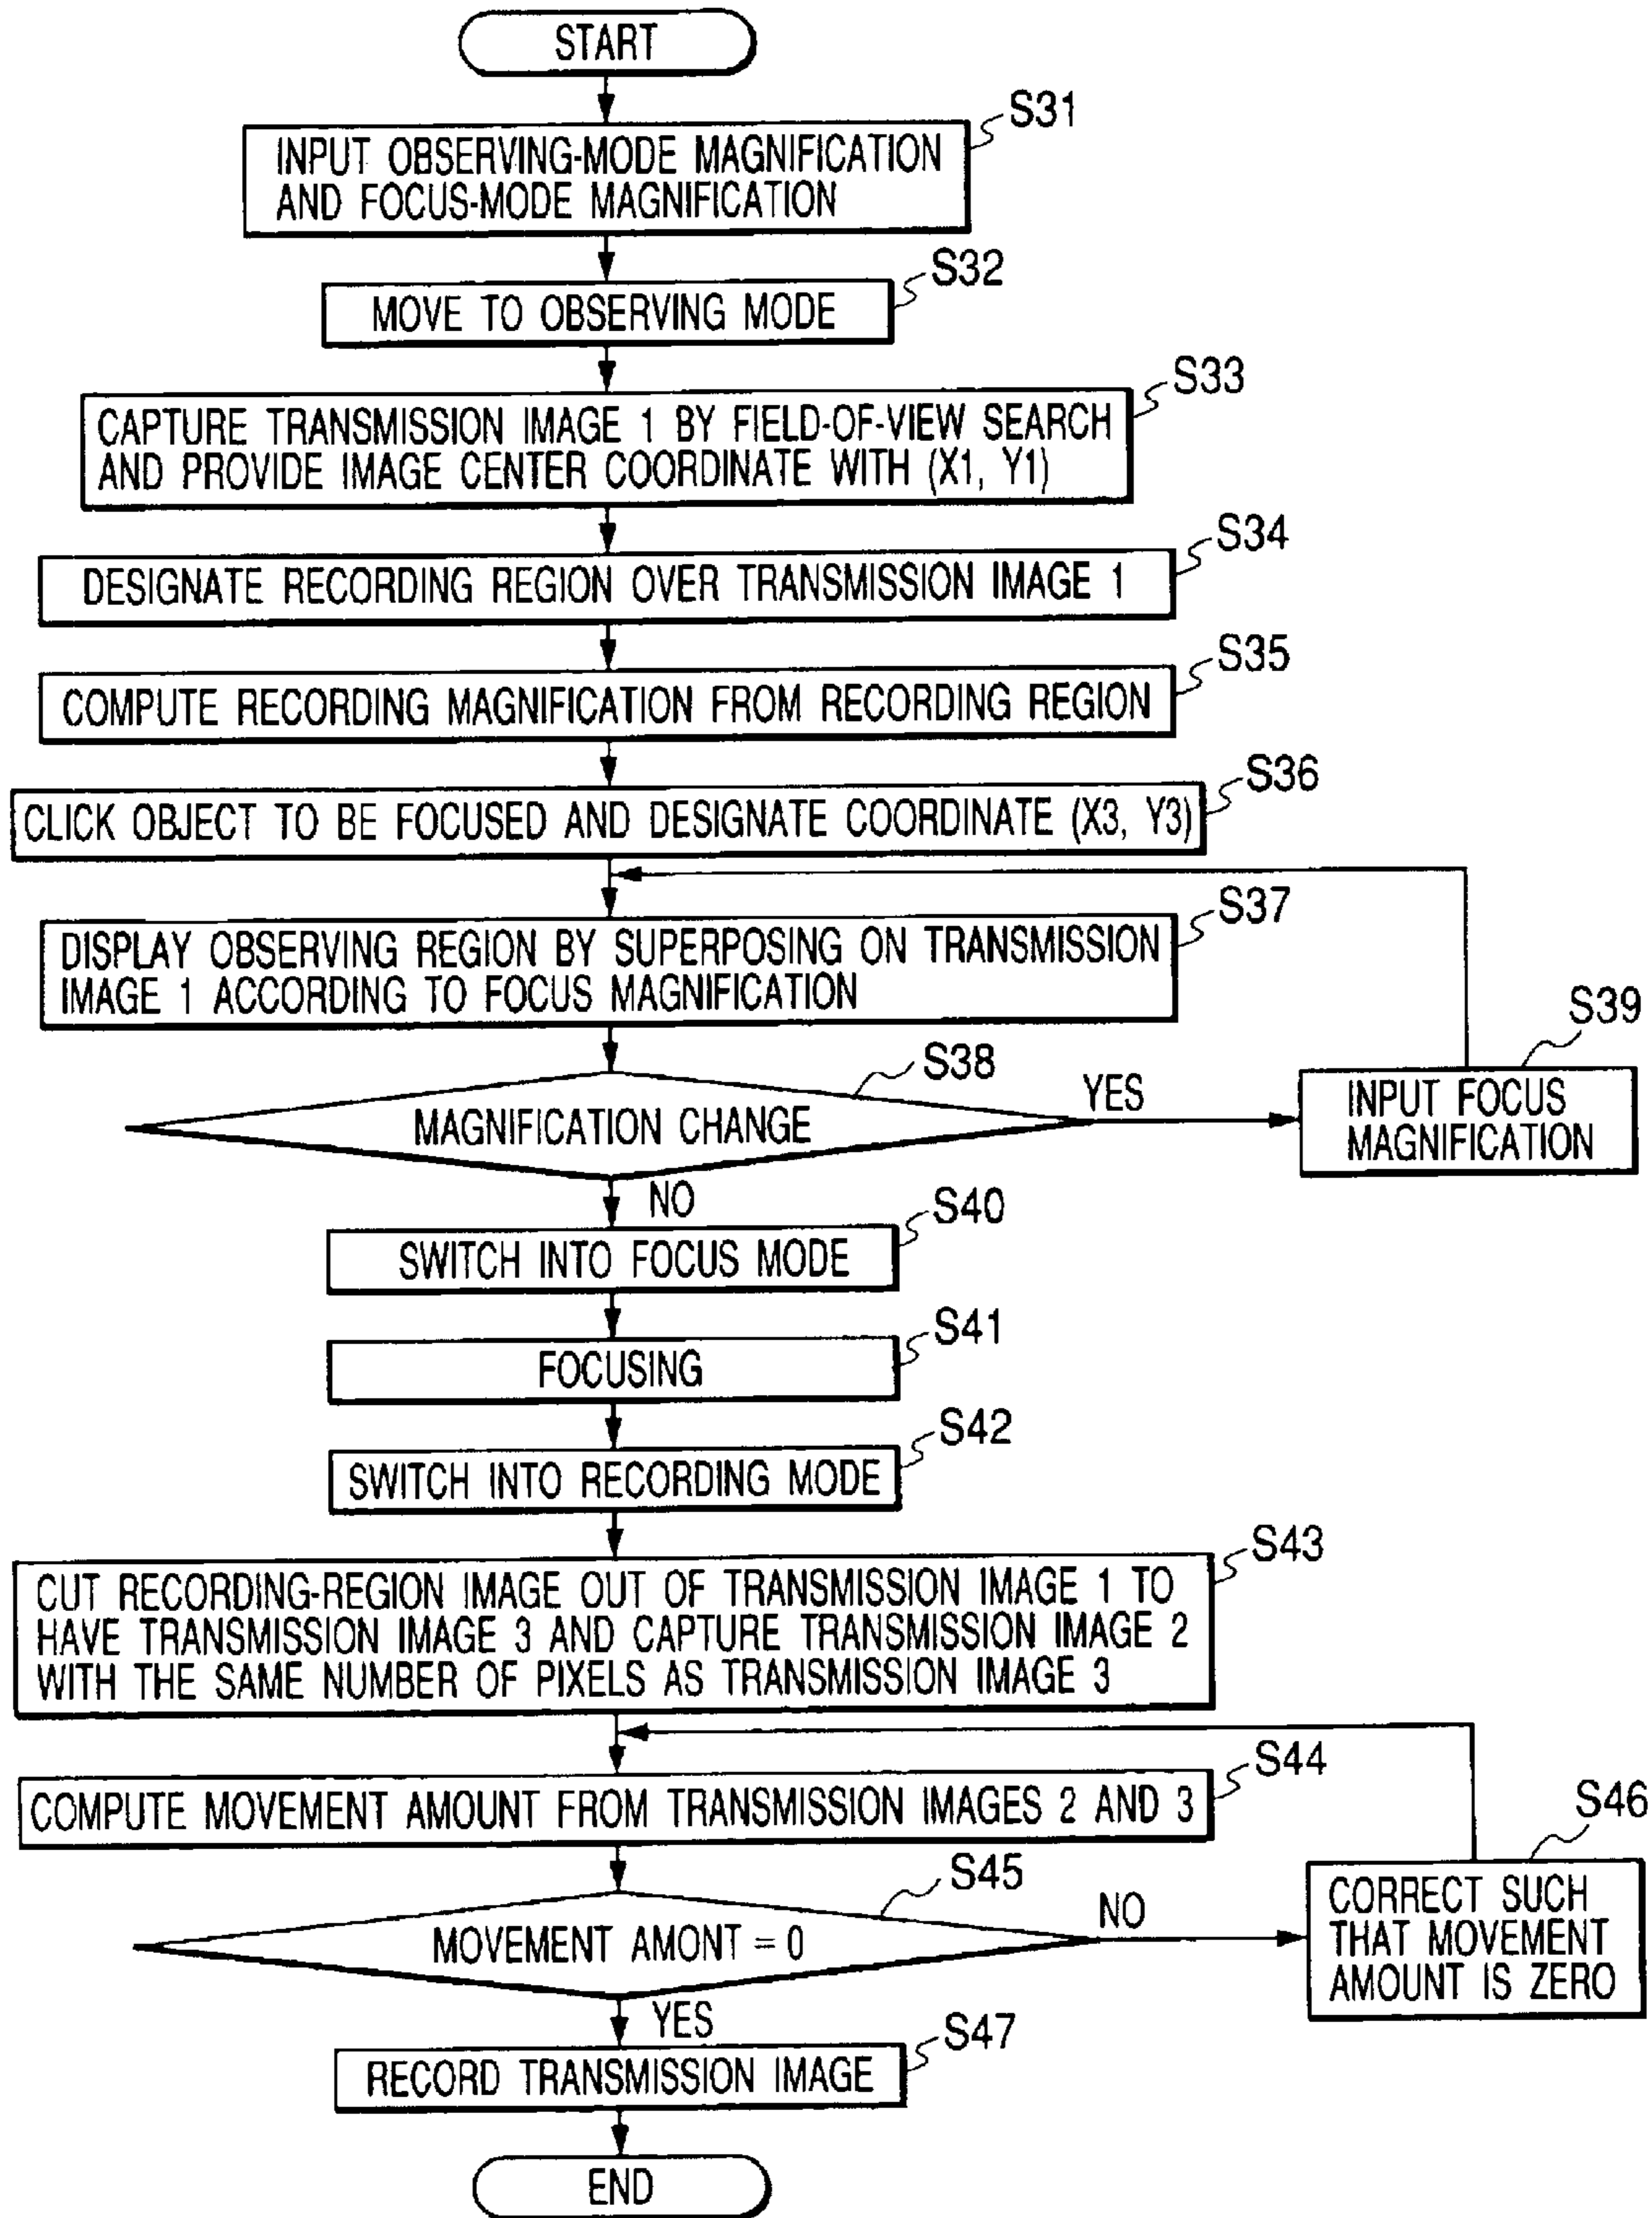 START
S31
INPUT OBSERVING-MODE MAGNIFICATION
AND FOCUS-MODE MAGNIFICATION
S32
MOVE TO OBSERVING MODE
S33
CAPTURE TRANSMISSION IMAGE 1 BY FIELD-OF-VIEW SEARCH
AND PROVIDE IMAGE CENTER COORDINATE WITH (X1, Y1)
S34
DESIGNATE RECORDING REGION OVER TRANSMISSION IMAGE 1
S35
COMPUTE RECORDING MAGNIFICATION FROM RECORDING REGION
S36
CLICK OBJECT TO BE FOCUSED AND DESIGNATE COORDINATE (X3, Y3)
S37
DISPLAY OBSERVING REGION BY SUPERPOSING ON TRANSMISSION
IMAGE 1 ACCORDING TO FOCUS MAGNIFICATION
S38
MAGNIFICATION CHANGE
YES
S39
INPUT FOCUS
MAGNIFICATION
NO
S40
SWITCH INTO FOCUS MODE
S41
FOCUSING
S42
SWITCH INTO RECORDING MODE
S43
CUT RECORDING-REGION IMAGE OUT OF TRANSMISSION IMAGE 1 TO
HAVE TRANSMISSION IMAGE 3 AND CAPTURE TRANSMISSION IMAGE 2
WITH THE SAME NUMBER OF PIXELS AS TRANSMISSION IMAGE 3
S44
COMPUTE MOVEMENT AMOUNT FROM TRANSMISSION IMAGES 2 AND 3
S45
MOVEMENT AMONT = 0
NO
S46
CORRECT SUCH
THAT MOVEMENT
AMOUNT IS ZERO
YES
S47
RECORD TRANSMISSION IMAGE
END